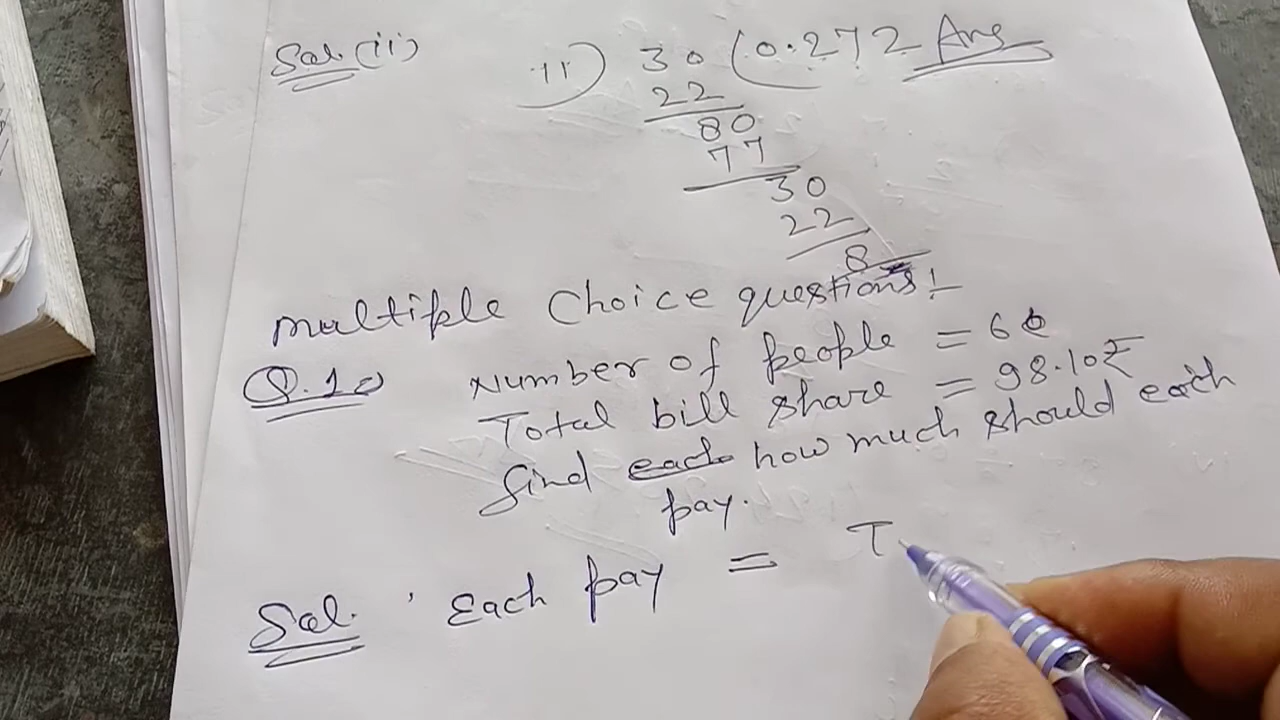 Sol.(ii) 11) 30 (0.272 Ans
22
80
77
30
22
8
Multiple Choice questions!-
Q.10 Number of people = 60
Total bill share = 98.10₹
find each how much should each
pay.
Sol. Each pay = T